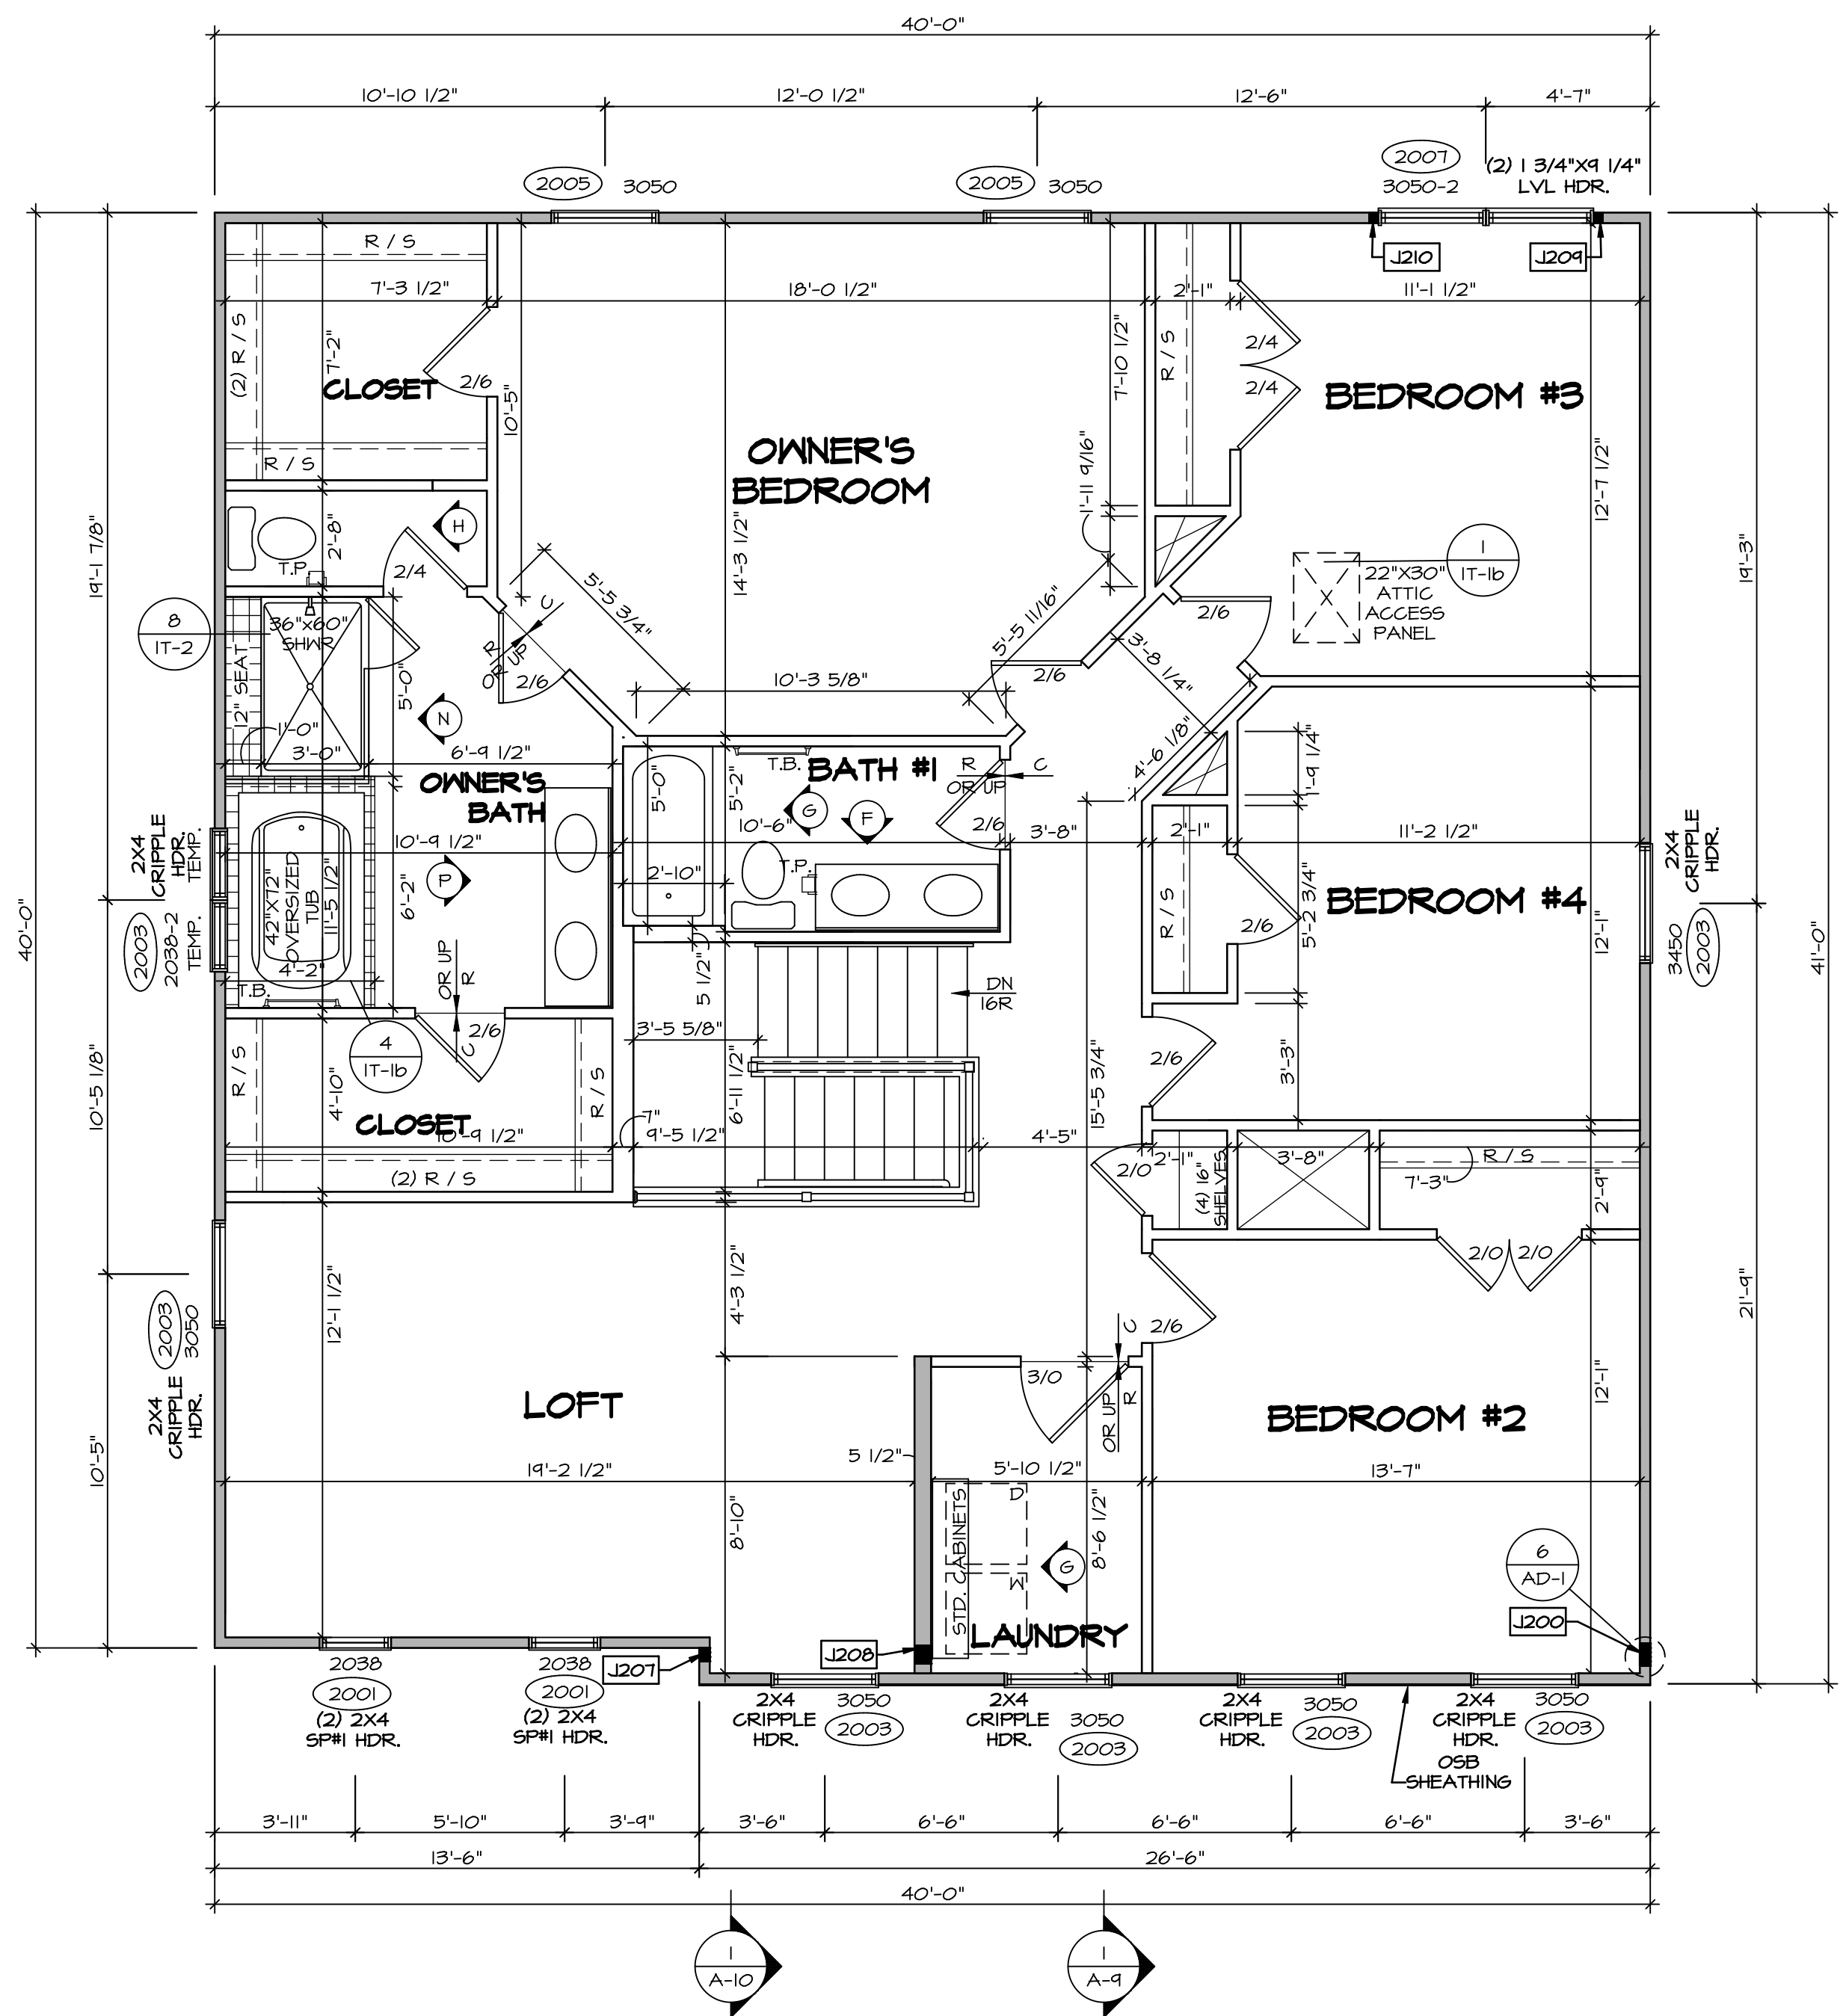 40'-0"
10'-10 1/2"
12'-0 1/2"
12'-6"
4'-7"
2005
3050
2005
3050
2007
3050-2
(2) 1 3/4"X9 1/4"
LVL HDR.
J210
J209
R / S
7'-3 1/2"
18'-0 1/2"
2'-1"
11'-1 1/2"
(2) R / S
7'-2"
CLOSET
2/6
10'-5"
R / S
7'-10 1/2"
R / S
2/4
2/4
BEDROOM #3
OWNER'S
BEDROOM
1'-11 9/16"
12'-7 1/2"
14'-3 1/2"
H
2'-8"
T.P.
2/4
19'-1 7/8"
19'-3"
1
IT-1b
22"X30"
ATTIC
ACCESS
PANEL
8
IT-2
36"x60"
SHWR
12" SEAT
C
R
OR UP
2/6
5'-5 3/4"
5'-5 11/16"
2/6
2/6
3'-8 1/4"
5'-0"
10'-3 5/8"
N
1'-0"
3'-0"
6'-9 1/2"
4'-6 1/8"
1'-9 1/4"
OWNER'S
BATH
T.B.
BATH #1
R
C
OR UP
5'-0"
5'-2"
10'-6"
G
F
2/6
3'-8"
2'-1"
11'-2 1/2"
2X4
CRIPPLE
HDR.
TEMP.
2003
2038-2
TEMP.
10'-9 1/2"
42"X72"
OVERSIZED
TUB
11'-5 1/2"
6'-2"
P
2'-10"
T.P.
R / S
2/6
5'-2 3/4"
BEDROOM #4
12'-1"
2X4
CRIPPLE
HDR.
3450
2003
40'-0"
41'-0"
4'-2"
T.B.
OR UP
R
C
2/6
5 1/2"
DN
16R
3'-5 5/8"
4
IT-1b
R / S
4'-10"
R / S
CLOSET
10'-9 1/2"
(2) R / S
7"
9'-5 1/2"
6'-11 1/2"
15'-5 3/4"
4'-5"
2/6
3'-3"
2/0
2'-1"
(4) 16"
SHELVES
3'-8"
R / S
7'-3"
2'-9"
2/0
2/0
10'-5 1/8"
21'-9"
2003
3050
2X4
CRIPPLE
HDR.
12'-1 1/2"
4'-3 1/2"
2/6
C
OR UP
R
3/0
LOFT
BEDROOM #2
12'-1"
10'-5"
5 1/2"
19'-2 1/2"
5'-10 1/2"
13'-7"
8'-10"
STD. CABINETS
D
W
G
8'-6 1/2"
LAUNDRY
6
AD-1
J200
J208
J207
2038
2001
(2) 2X4
SP#1 HDR.
2038
2001
(2) 2X4
SP#1 HDR.
2X4
CRIPPLE
HDR.
3050
2003
2X4
CRIPPLE
HDR.
3050
2003
2X4
CRIPPLE
HDR.
3050
2003
2X4
CRIPPLE
HDR.
3050
2003
OSB
SHEATHING
3'-11"
5'-10"
3'-9"
3'-6"
6'-6"
6'-6"
6'-6"
3'-6"
13'-6"
26'-6"
40'-0"
1
A-10
1
A-9